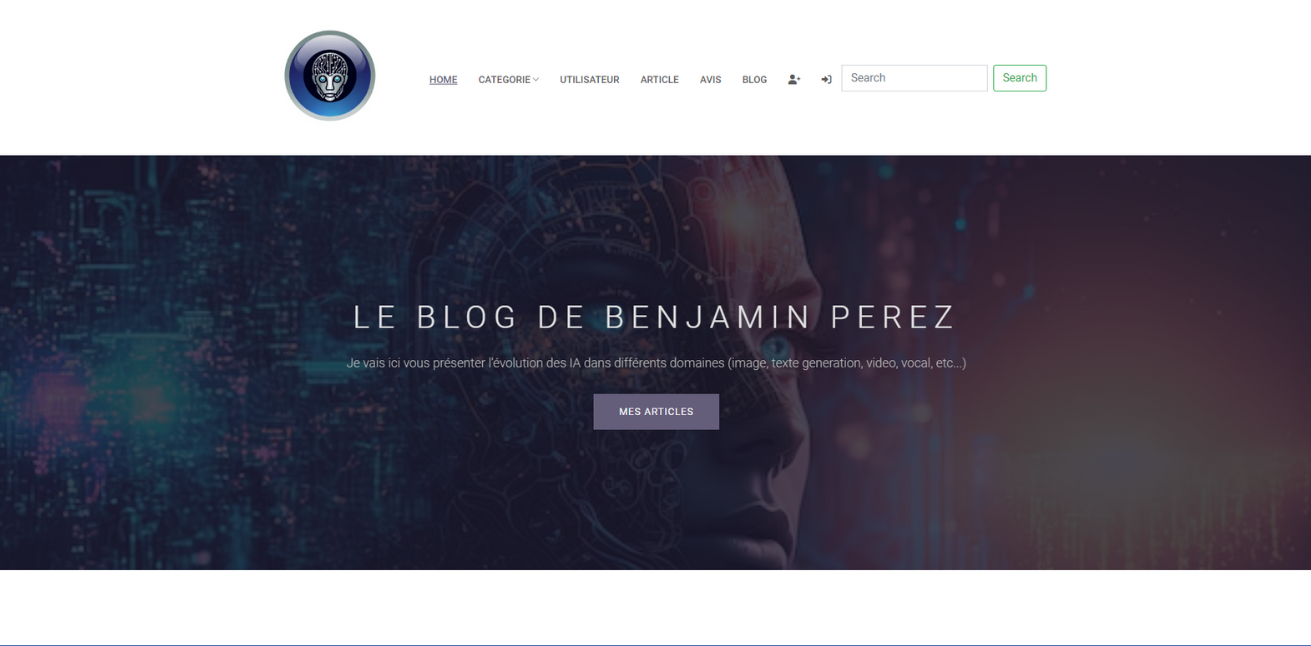 HOME CATEGORIE UTILISATEUR ARTICLE AVIS BLOG Search Search
LE BLOG DE BENJAMIN PEREZ
Je vais ici vous présenter l'évolution des IA dans différents domaines (image, texte generation, video, vocal, etc...)
MES ARTICLES